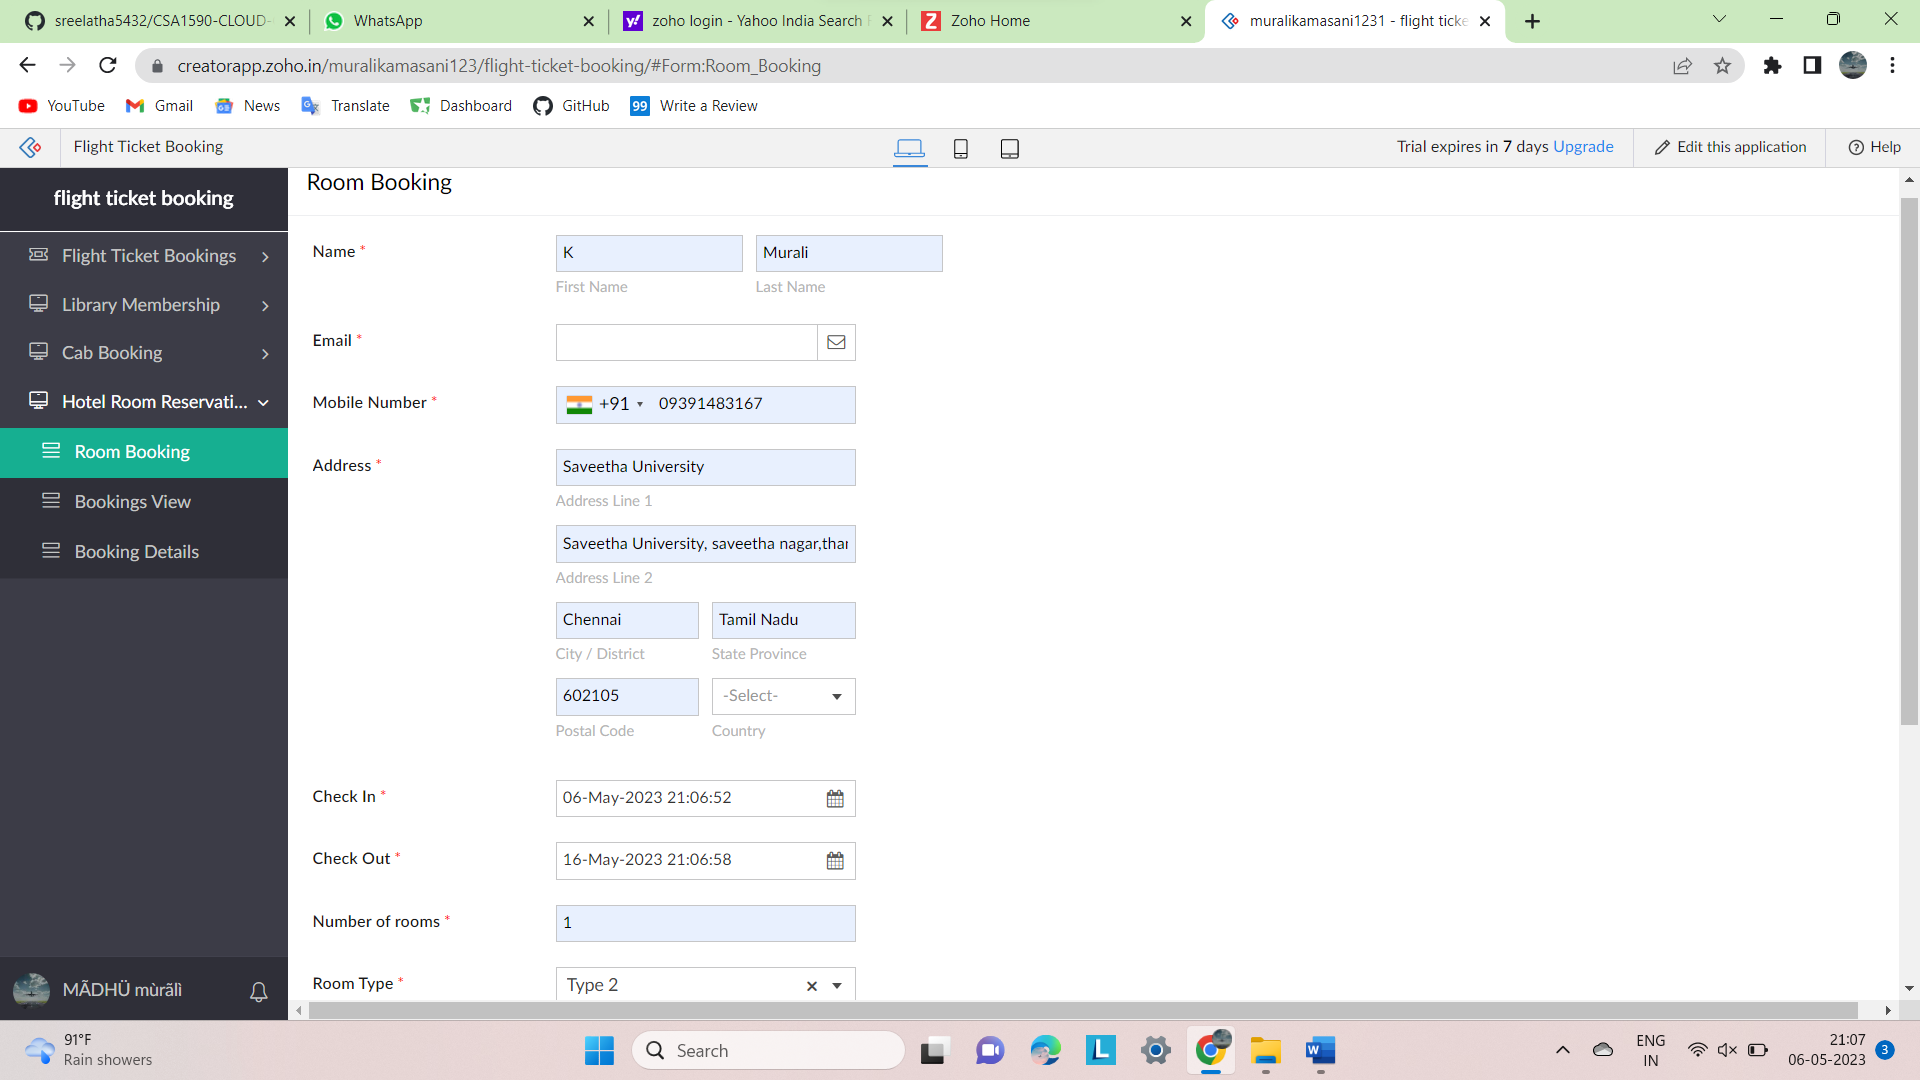 sreelatha5432/CSA1590-CLOUD-
WhatsApp
zoho login - Yahoo India Search
Zoho Home
muralikamasani1231 - flight ticke
creatorapp.zoho.in/muralikamasani123/flight-ticket-booking/#Form:Room_Booking
YouTube
Gmail
News
Translate
Dashboard
GitHub
99 Write a Review
Flight Ticket Booking
Trial expires in 7 days Upgrade
Edit this application
Help
flight ticket booking
Flight Ticket Bookings
Library Membership
Cab Booking
Hotel Room Reservati...
Room Booking
Bookings View
Booking Details
MÃDHÜ mùrãlì
Room Booking
Name *
K
Murali
First Name
Last Name
Email *
Mobile Number *
+91 09391483167
Address *
Saveetha University
Address Line 1
Saveetha University, saveetha nagar,than
Address Line 2
Chennai
Tamil Nadu
City / District
State Province
602105
-Select-
Postal Code
Country
Check In *
06-May-2023 21:06:52
Check Out *
16-May-2023 21:06:58
Number of rooms *
1
Room Type *
Type 2
91°F
Rain showers
Search
ENG
IN
21:07
06-05-2023
3